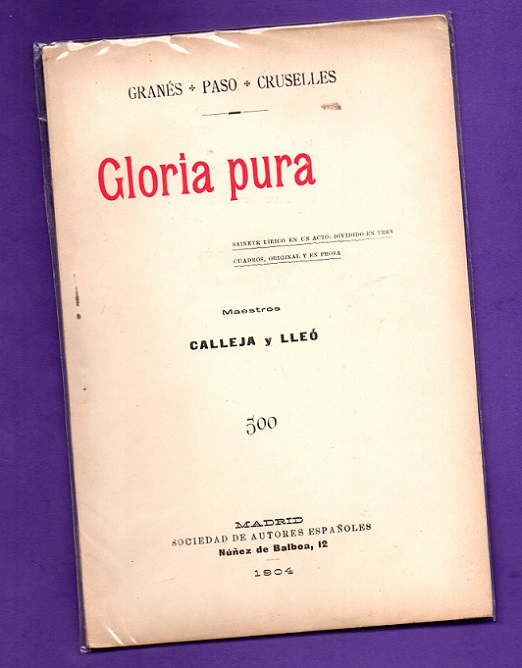 GRANÉS ✤ PASO ✤ CRUSELLES
Gloria pura
SAINETE LÍRICO EN UN ACTO, DIVIDIDO EN TRES
CUADROS, ORIGINAL Y EN PROSA
Maestros
CALLEJA y LLEÓ
500
MADRID
SOCIEDAD DE AUTORES ESPAÑOLES
Núñez de Balboa, 12
1904